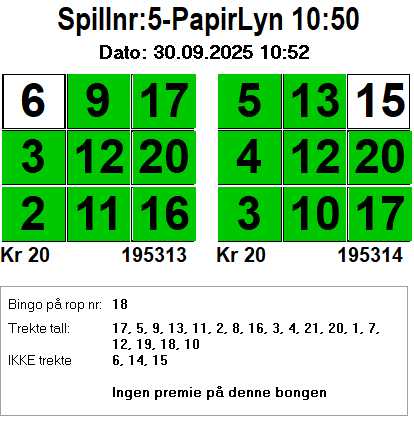 Spillnr:5-PapirLyn 10:50
Dato: 30.09.2025 10:52
6 9 17 5 13 15
3 12 20 4 12 20
2 11 16 3 10 17
Kr 20 195313 Kr 20 195314
Bingo på rop nr: 18
Trekte tall: 17, 5, 9, 13, 11, 2, 8, 16, 3, 4, 21, 20, 1, 7,
12, 19, 18, 10
IKKE trekte 6, 14, 15
Ingen premie på denne bongen